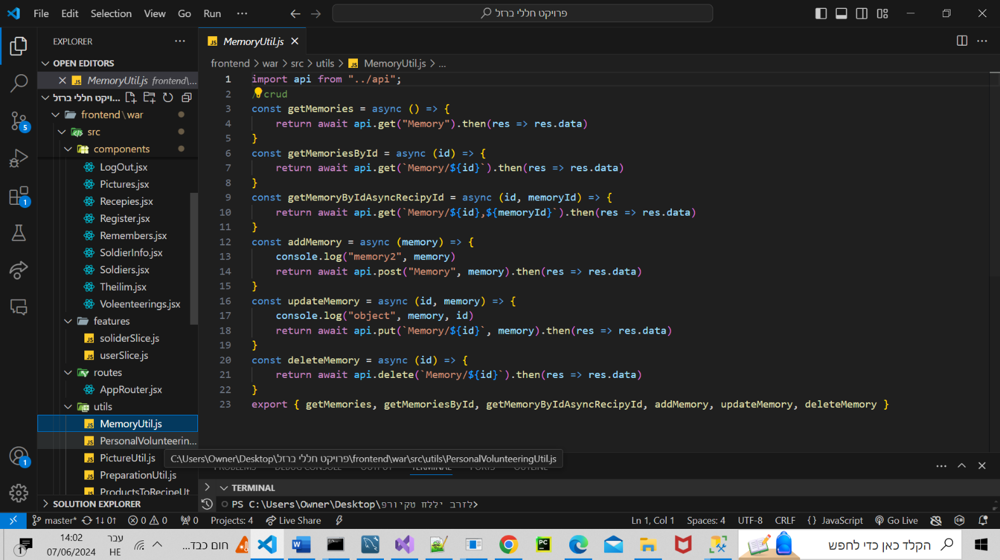 File Edit Selection View Go Run ...
פרויקט חללי ברזל
EXPLORER
OPEN EDITORS
MemoryUtil.js frontend\...
...ויקט חללי ברזל
frontend\war
src
components
LogOut.jsx
Pictures.jsx
Recepies.jsx
Register.jsx
Remembers.jsx
SoldierInfo.jsx
Soldiers.jsx
Theilim.jsx
Voleenteerings.jsx
features
soliderSlice.js
userSlice.js
routes
AppRouter.jsx
utils
MemoryUtil.js
PersonalVolunteerin...
PictureUtil.js
PreparationUtil.js
ProductsToRecipeUt
SOLUTION EXPLORER
5
1
1
MemoryUtil.js
frontend > war > src > utils > MemoryUtil.js > ...
1 import api from "../api";
2 / crud
3 const getMemories = async () => {
4 return await api.get("Memory").then(res => res.data)
5 }
6 const getMemoriesById = async (id) => {
7 return await api.get(`Memory/${id}`).then(res => res.data)
8 }
9 const getMemoryByIdAsyncRecipyId = async (id, memoryId) => {
10 return await api.get(`Memory/${id},${memoryId}`).then(res => res.data)
11 }
12 const addMemory = async (memory) => {
13 console.log("memory2", memory)
14 return await api.post("Memory", memory).then(res => res.data)
15 }
16 const updateMemory = async (id, memory) => {
17 console.log("object", memory, id)
18 return await api.put(`Memory/${id}`, memory).then(res => res.data)
19 }
20 const deleteMemory = async (id) => {
21 return await api.delete(`Memory/${id}`).then(res => res.data)
22 }
23 export { getMemories, getMemoriesById, getMemoryByIdAsyncRecipyId, addMemory, updateMemory, deleteMemory }
C:\Users\Owner\Desktop\פרויקט חללי ברזל\frontend\war\src\utils\PersonalVolunteeringUtil.js
PROBLEMS DEBUG CONSOLE OUTPUT TERMINAL PORTS OUTLINE
TERMINAL
PS C:\Users\Owner\Desktop\פרויקט חללי ברזל>
master* 1↓ 0↑ 0 0 0 Projects: 4 Live Share Ln 1, Col 1 Spaces: 4 UTF-8 CRLF {} JavaScript Go Live
14:02
07/06/2024
עבר
HE
חום כבד...
הקלד כאן כדי לחפש